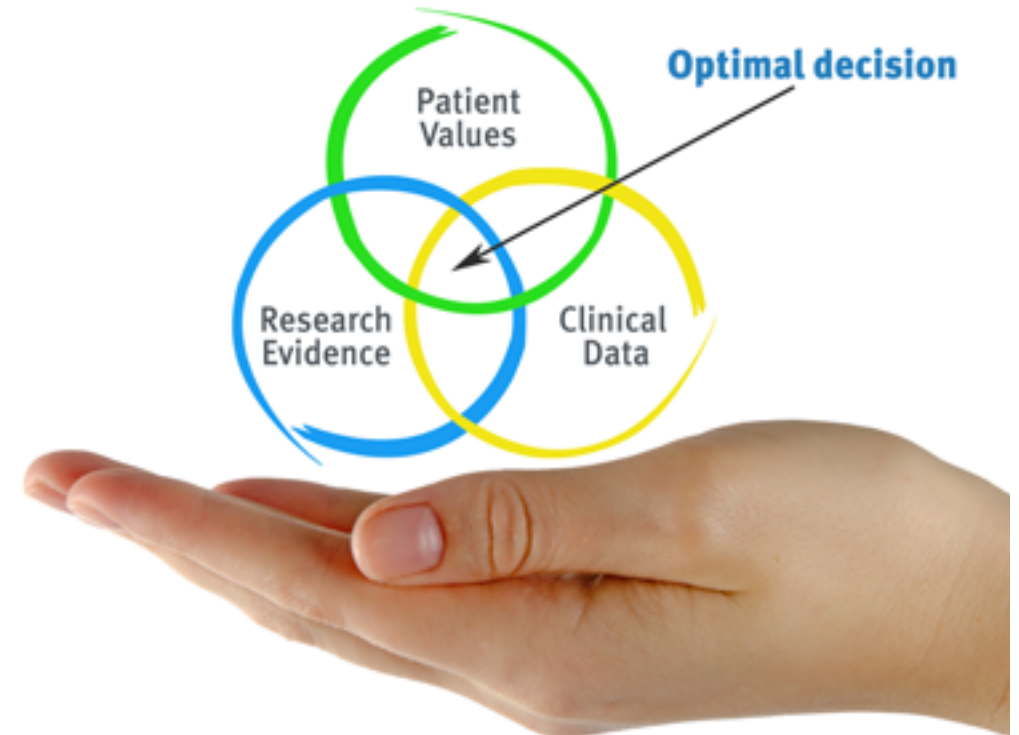 Optimal decision
Patient
Values
Research
Evidence
Clinical
Data